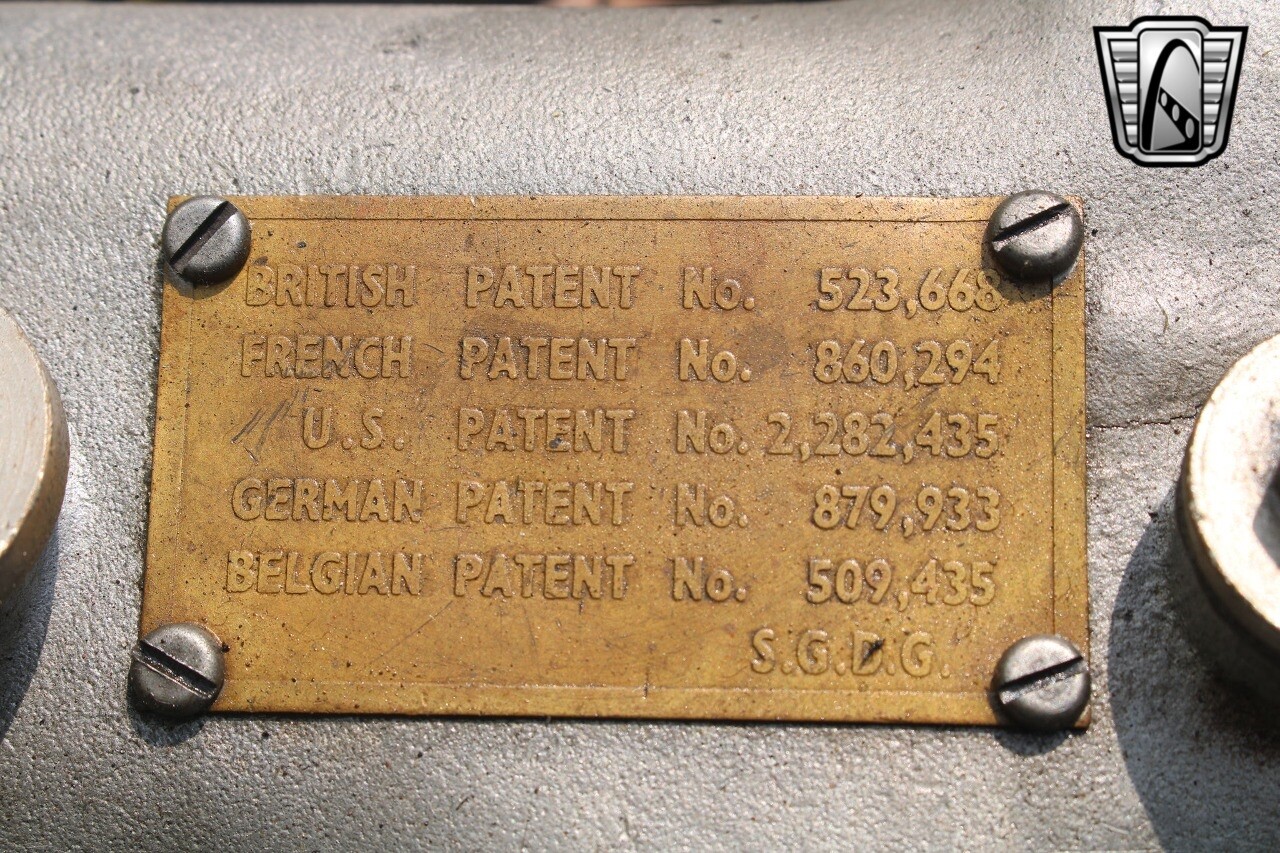 BRITISH PATENT No. 523,668
FRENCH PATENT No. 860,294
U.S. PATENT No. 2,282,435
GERMAN PATENT No. 879,933
BELGIAN PATENT No. 509,435
S.G.D.G.